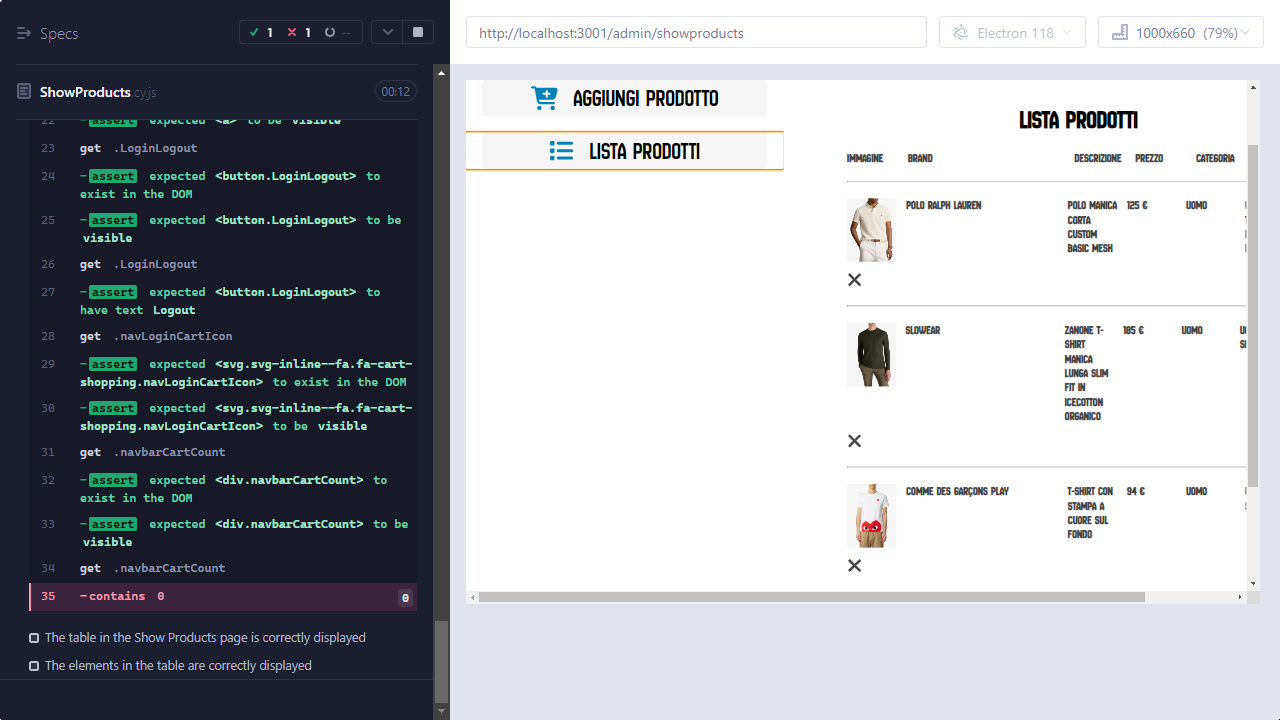 Specs
1
1
--
ShowProducts.cy.js
00:12
22 -assert expected <a> to be visible
23 get .LoginLogout
24 -assert expected <button.LoginLogout> to
exist in the DOM
25 -assert expected <button.LoginLogout> to be
visible
26 get .LoginLogout
27 -assert expected <button.LoginLogout> to
have text Logout
28 get .navLoginCartIcon
29 -assert expected <svg.svg-inline--fa.fa-cart-
shopping.navLoginCartIcon> to exist in the DOM
30 -assert expected <svg.svg-inline--fa.fa-cart-
shopping.navLoginCartIcon> to be visible
31 get .navbarCartCount
32 -assert expected <div.navbarCartCount> to
exist in the DOM
33 -assert expected <div.navbarCartCount> to be
visible
34 get .navbarCartCount
35 -contains 0 0
The table in the Show Products page is correctly displayed
The elements in the table are correctly displayed
http://localhost:3001/admin/showproducts
Electron 118
1000x660 (79%)
AGGIUNGI PRODOTTO
LISTA PRODOTTI
LISTA PRODOTTI
IMMAGINE BRAND DESCRIZIONE PREZZO CATEGORIA
POLO RALPH LAUREN POLO MANICA 125 € UOMO
CORTA
CUSTOM
BASIC MESH
SLOWEAR ZANONE T- 185 € UOMO
SHIRT
MANICA
LUNGA SLIM
FIT IN
ICECOTTON
ORGANICO
COMME DES GARÇONS PLAY T-SHIRT CON 94 € UOMO
STAMPA A
CUORE SUL
FONDO